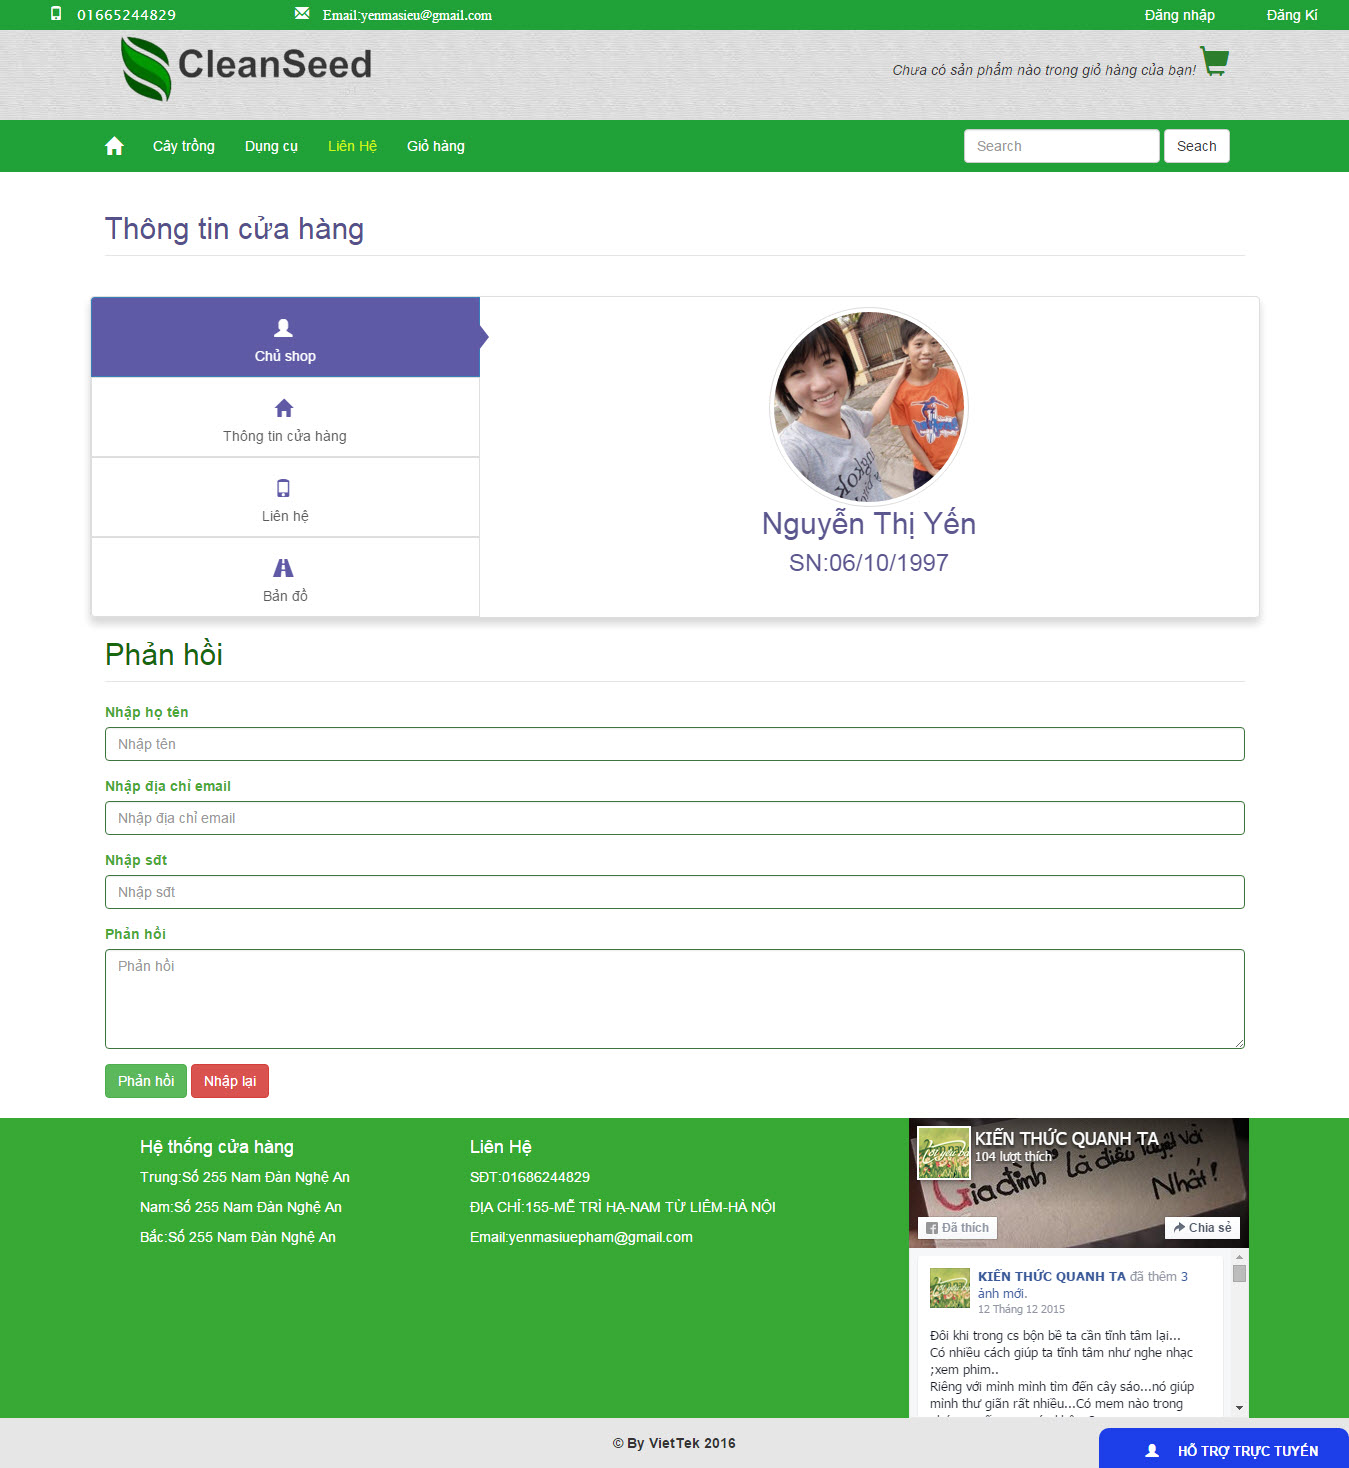 01665244829
Email:yenmasieu@gmail.com
Đăng nhập
Đăng Kí
CleanSeed
Chưa có sản phẩm nào trong giỏ hàng của bạn!
Cây trồng
Dụng cụ
Liên Hệ
Giỏ hàng
Search
Seach
Thông tin cửa hàng
Chủ shop
Thông tin cửa hàng
Liên hệ
Bản đồ
Nguyễn Thị Yến
SN:06/10/1997
Phản hồi
Nhập họ tên
Nhập tên
Nhập địa chỉ email
Nhập địa chỉ email
Nhập sđt
Nhập sđt
Phản hồi
Phản hồi
Phản hồi
Nhập lại
Hệ thống cửa hàng
Trung:Số 255 Nam Đàn Nghệ An
Nam:Số 255 Nam Đàn Nghệ An
Bắc:Số 255 Nam Đàn Nghệ An
Liên Hệ
SĐT:01686244829
ĐỊA CHỈ:155-MỄ TRÌ HẠ-NAM TỪ LIÊM-HÀ NỘI
Email:yenmasiuepham@gmail.com
KIẾN THỨC QUANH TA
104 lượt thích
Gia đình là điều tuyệt vời
Nhất!
Đã thích
Chia sẻ
KIẾN THỨC QUANH TA đã thêm 3
ảnh mới.
12 Tháng 12 2015
Đôi khi trong cs bộn bề ta cần tĩnh tâm lại...
Có nhiều cách giúp ta tĩnh tâm như nghe nhạc
;xem phim..
Riêng với mình mình tìm đến cây sáo...nó giúp
mình thư giãn rất nhiều...Có mem nào trong
© By VietTek 2016
HỖ TRỢ TRỰC TUYẾN